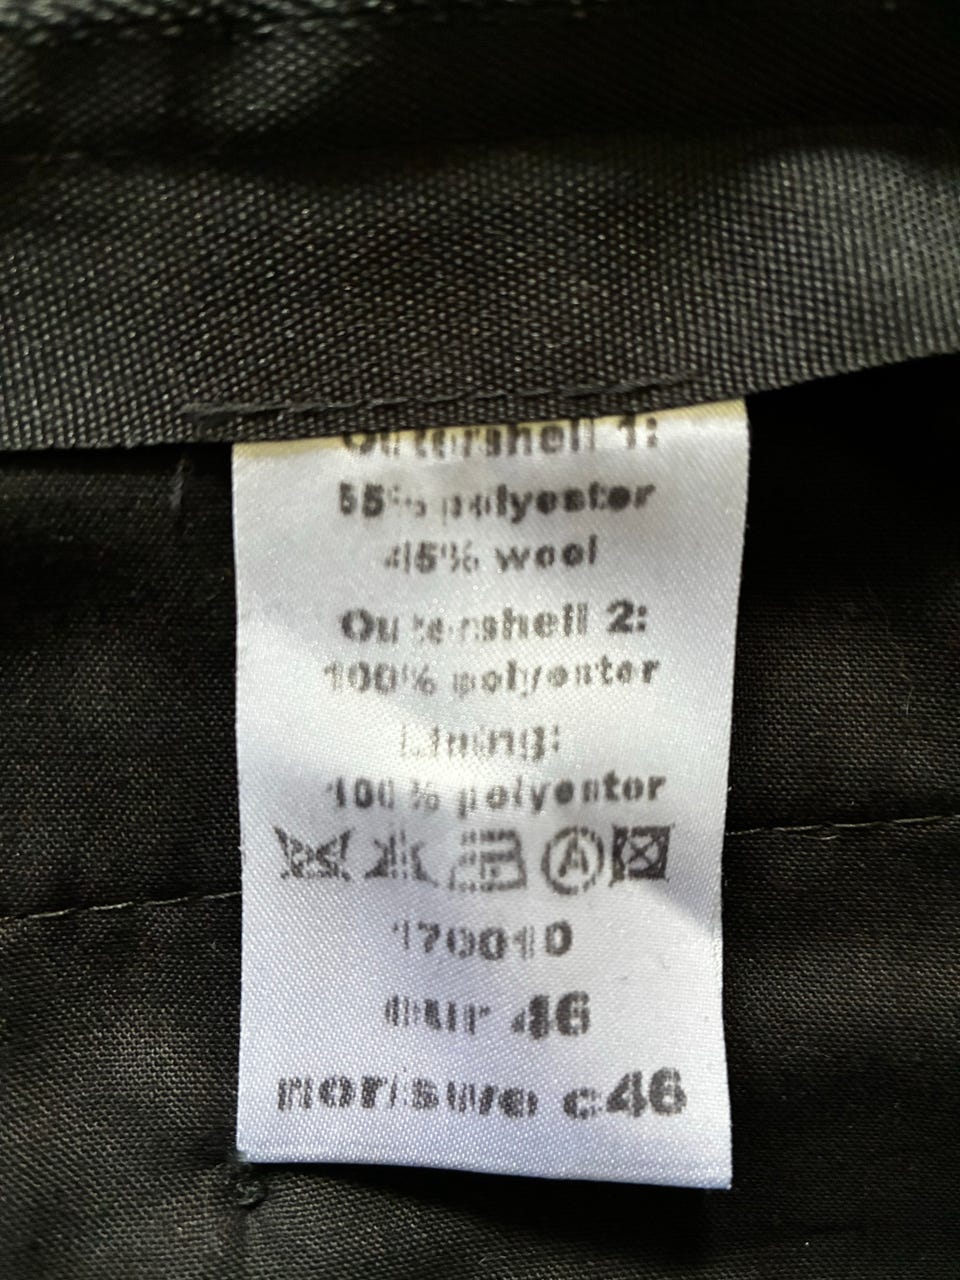 Outershell 1:
55% polyester
45% wool
Outershell 2:
100% polyester
Lining:
100% polyester
A
170010
eur 46
nor/swe c46